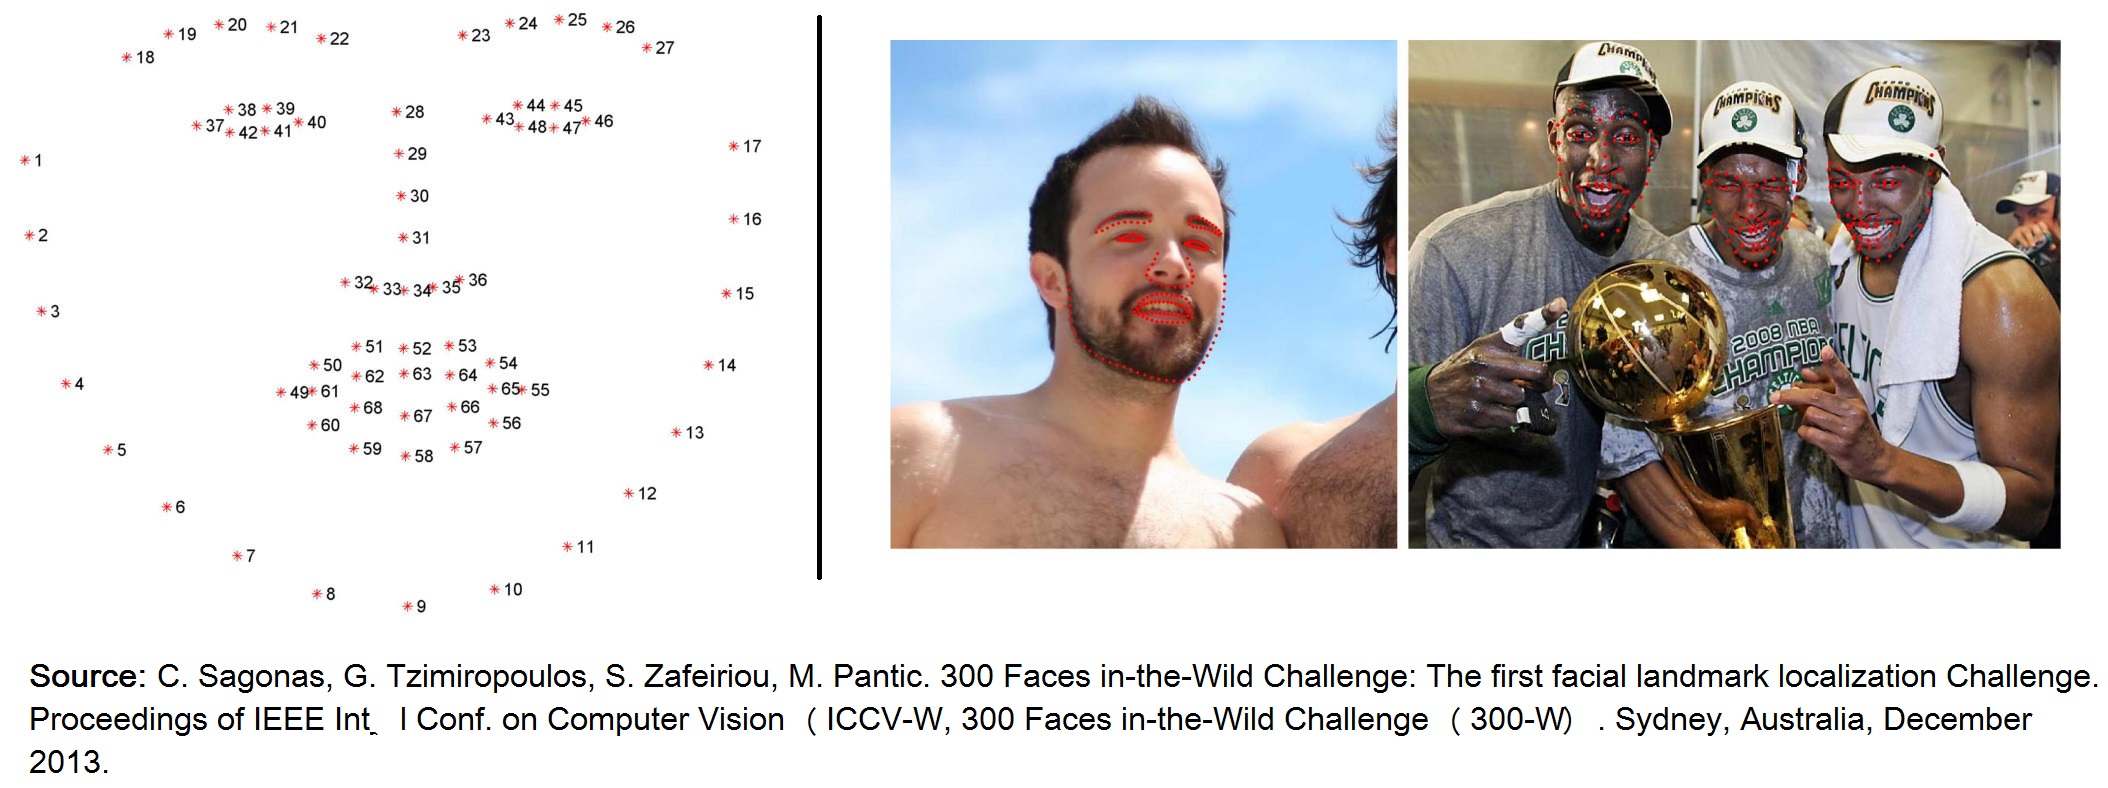 20 21 22 19 18
24 25 26 23 27
38 39 40 37 42 41
28
44 45 46 43 48 47
1
29
17
2
30
16
31
3
32 33 34 35 36
15
51 52 53
50 54
62 63 64
14
4
49 61 65 55
68 67 66
60 56
5
59 58 57
13
6
12
7
11
8
10
9
CHAMP
CHAMPIONS
CHAMPIONS
2008 NBA
CHAMPION
CH
CELTIC
Source: C. Sagonas, G. Tzimiropoulos, S. Zafeiriou, M. Pantic. 300 Faces in-the-Wild Challenge: The first facial landmark localization Challenge.
Proceedings of IEEE Int˷ l Conf. on Computer Vision （ICCV-W, 300 Faces in-the-Wild Challenge （300-W） . Sydney, Australia, December
2013.